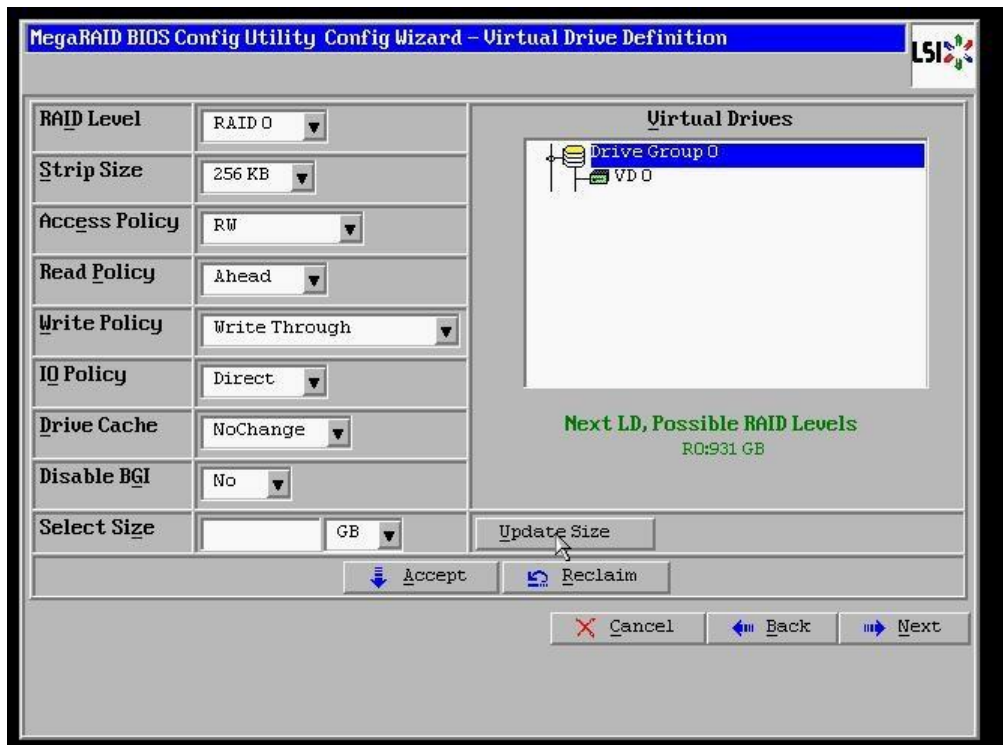 MegaRAID BIOS Config Utility Config Wizard – Virtual Drive Definition
LSI
RAID Level
RAID 0
Strip Size
256 KB
Access Policy
RW
Read Policy
Ahead
Write Policy
Write Through
IO Policy
Direct
Drive Cache
NoChange
Disable BGI
No
Select Size
GB
Virtual Drives
Drive Group 0
VD 0
Next LD, Possible RAID Levels
R0:931 GB
Update Size
Accept
Reclaim
Cancel
Back
Next